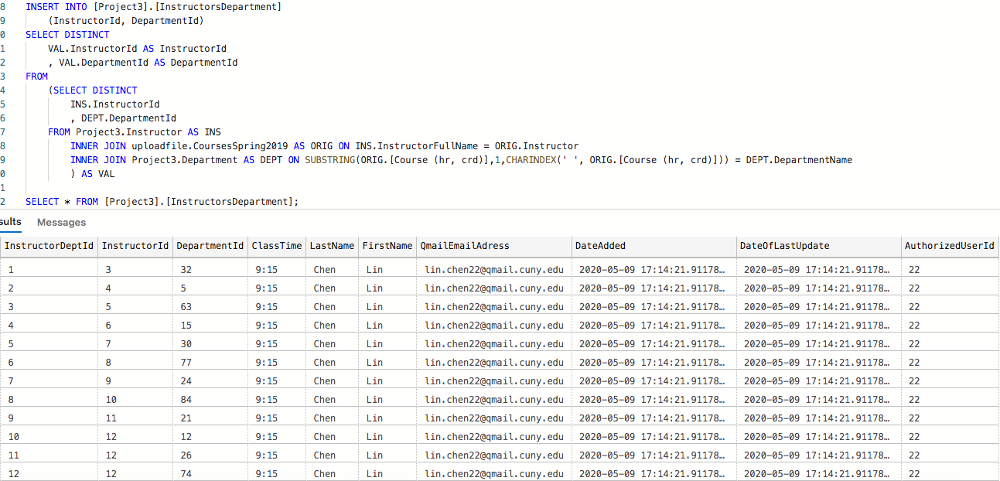 8 INSERT INTO [Project3].[InstructorsDepartment]
9 (InstructorId, DepartmentId)
0 SELECT DISTINCT
1 VAL.InstructorId AS InstructorId
2 , VAL.DepartmentId AS DepartmentId
3 FROM
4 (SELECT DISTINCT
5 INS.InstructorId
6 , DEPT.DepartmentId
7 FROM Project3.Instructor AS INS
8 INNER JOIN uploadfile.CoursesSpring2019 AS ORIG ON INS.InstructorFullName = ORIG.Instructor
9 INNER JOIN Project3.Department AS DEPT ON SUBSTRING(ORIG.[Course (hr, crd)],1,CHARINDEX(' ', ORIG.[Course (hr, crd)])) = DEPT.DepartmentName
0 ) AS VAL
1
2 SELECT * FROM [Project3].[InstructorsDepartment];
sults Messages
InstructorDeptId InstructorId DepartmentId ClassTime LastName FirstName QmailEmailAdress DateAdded DateOfLastUpdate AuthorizedUserId
1 3 32 9:15 Chen Lin lin.chen22@qmail.cuny.edu 2020-05-09 17:14:21.91178… 2020-05-09 17:14:21.91178… 22
2 4 5 9:15 Chen Lin lin.chen22@qmail.cuny.edu 2020-05-09 17:14:21.91178… 2020-05-09 17:14:21.91178… 22
3 5 63 9:15 Chen Lin lin.chen22@qmail.cuny.edu 2020-05-09 17:14:21.91178… 2020-05-09 17:14:21.91178… 22
4 6 15 9:15 Chen Lin lin.chen22@qmail.cuny.edu 2020-05-09 17:14:21.91178… 2020-05-09 17:14:21.91178… 22
5 7 30 9:15 Chen Lin lin.chen22@qmail.cuny.edu 2020-05-09 17:14:21.91178… 2020-05-09 17:14:21.91178… 22
6 8 77 9:15 Chen Lin lin.chen22@qmail.cuny.edu 2020-05-09 17:14:21.91178… 2020-05-09 17:14:21.91178… 22
7 9 24 9:15 Chen Lin lin.chen22@qmail.cuny.edu 2020-05-09 17:14:21.91178… 2020-05-09 17:14:21.91178… 22
8 10 84 9:15 Chen Lin lin.chen22@qmail.cuny.edu 2020-05-09 17:14:21.91178… 2020-05-09 17:14:21.91178… 22
9 11 21 9:15 Chen Lin lin.chen22@qmail.cuny.edu 2020-05-09 17:14:21.91178… 2020-05-09 17:14:21.91178… 22
10 12 12 9:15 Chen Lin lin.chen22@qmail.cuny.edu 2020-05-09 17:14:21.91178… 2020-05-09 17:14:21.91178… 22
11 12 26 9:15 Chen Lin lin.chen22@qmail.cuny.edu 2020-05-09 17:14:21.91178… 2020-05-09 17:14:21.91178… 22
12 12 74 9:15 Chen Lin lin.chen22@qmail.cuny.edu 2020-05-09 17:14:21.91178… 2020-05-09 17:14:21.91178… 22